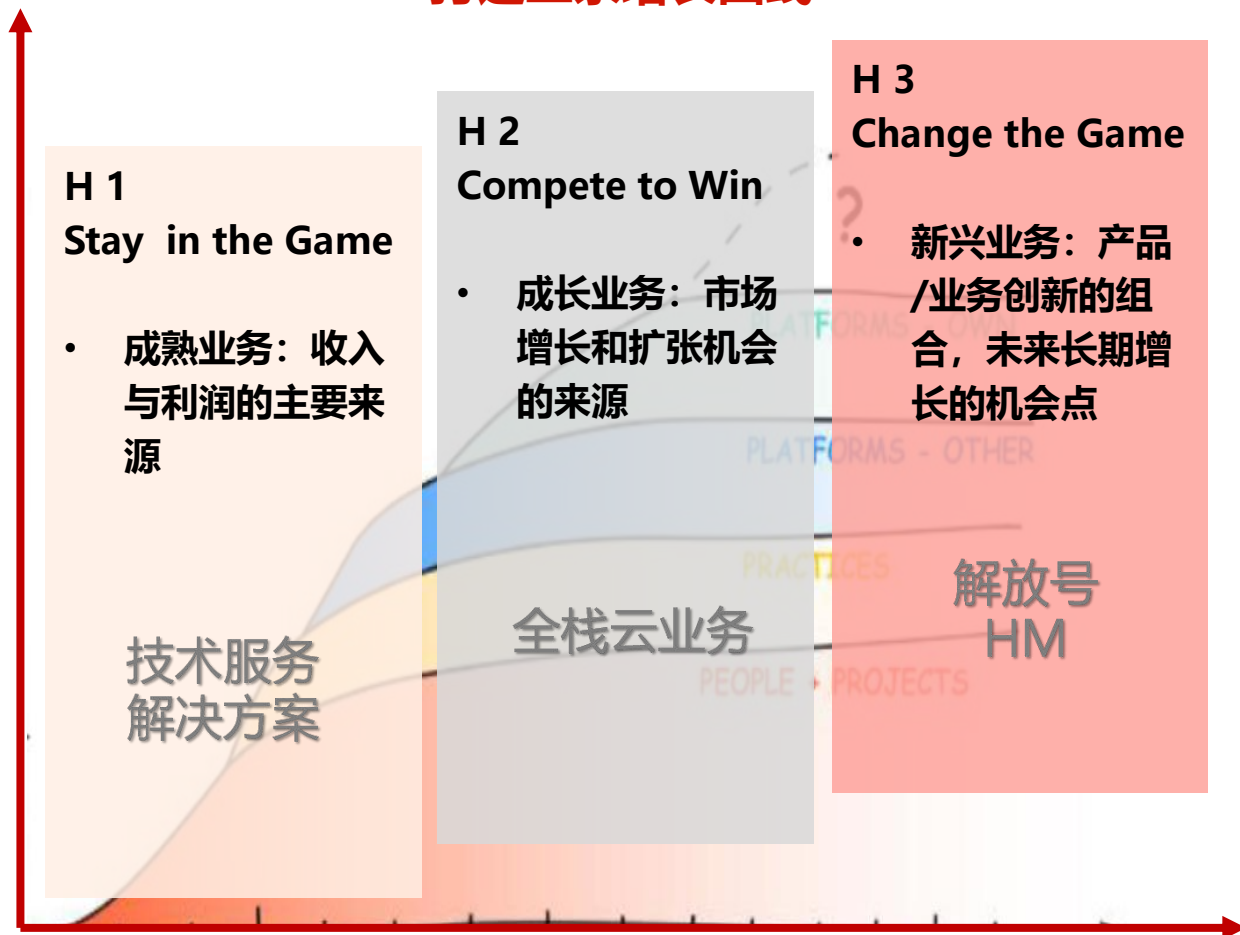 H 1
Stay in the Game
• 成熟业务：收入
与利润的主要来
源
技术服务
解决方案
H 2
Compete to Win
• 成长业务：市场
增长和扩张机会
的来源
全栈云业务
H 3
Change the Game
• 新兴业务：产品
/业务创新的组
合，未来长期增
长的机会点
解放号
HM
?
PLATFORMS - OWN
PLATFORMS - OTHER
PRACTICES
PEOPLE + PROJECTS